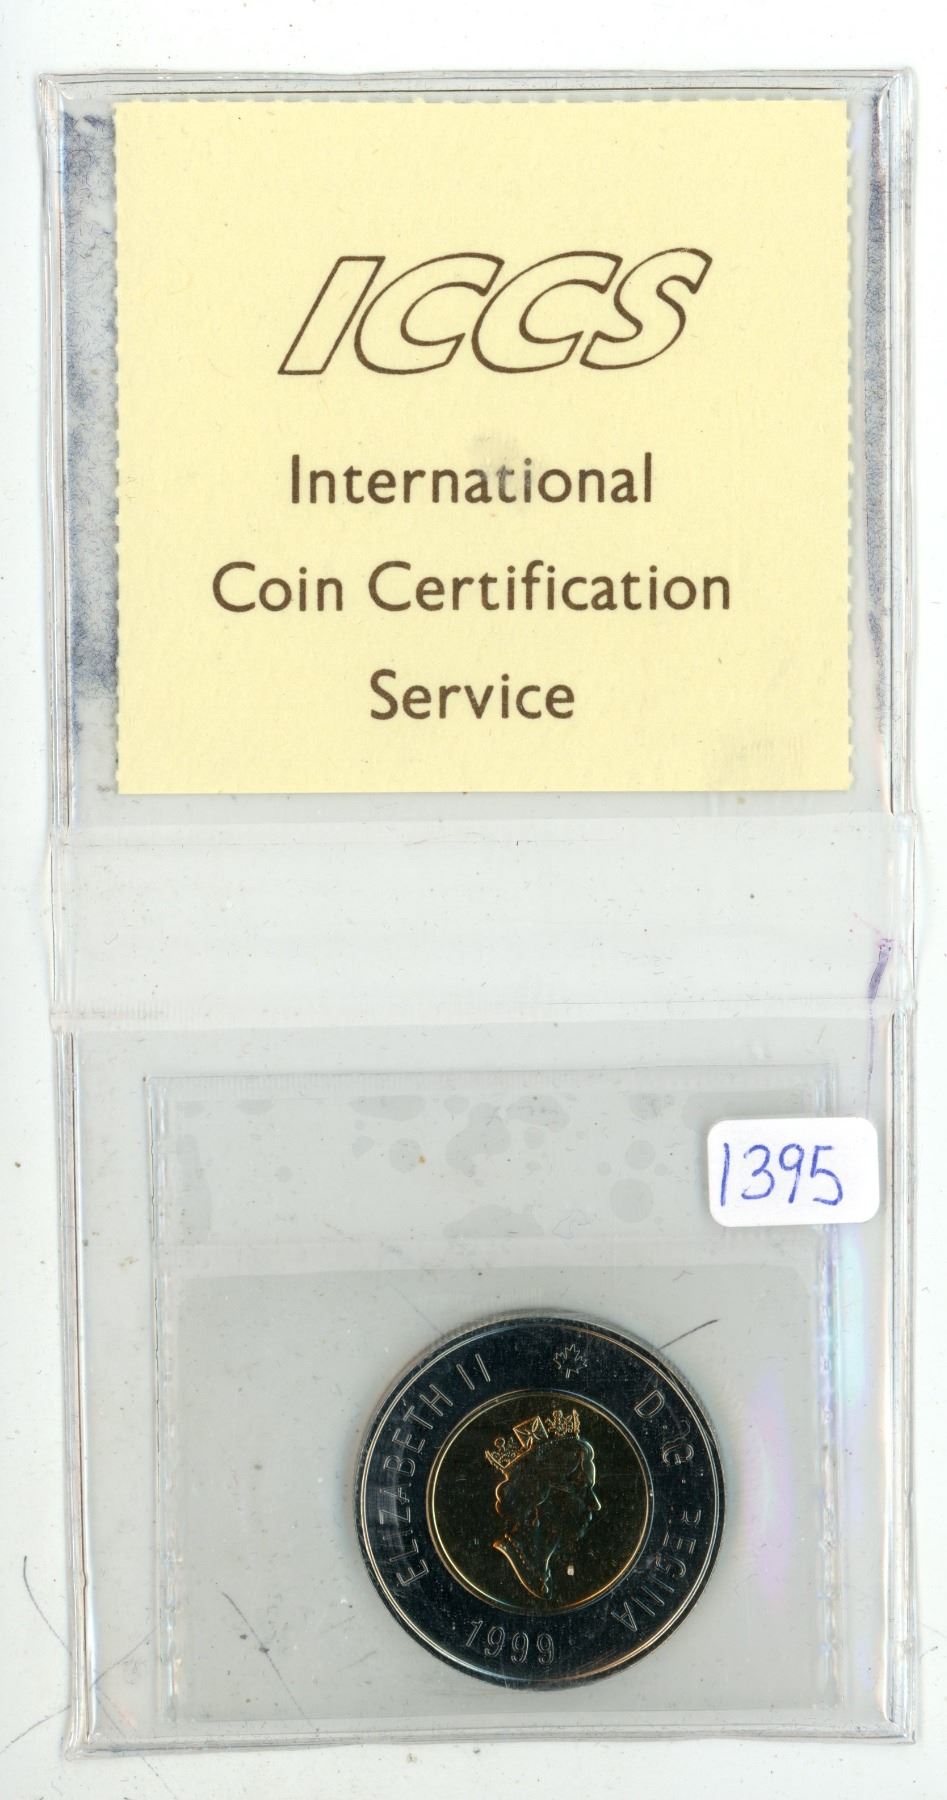 ICCS
International
Coin Certification
Service
1395
ELIZABETH II D·G·REGINA
1999